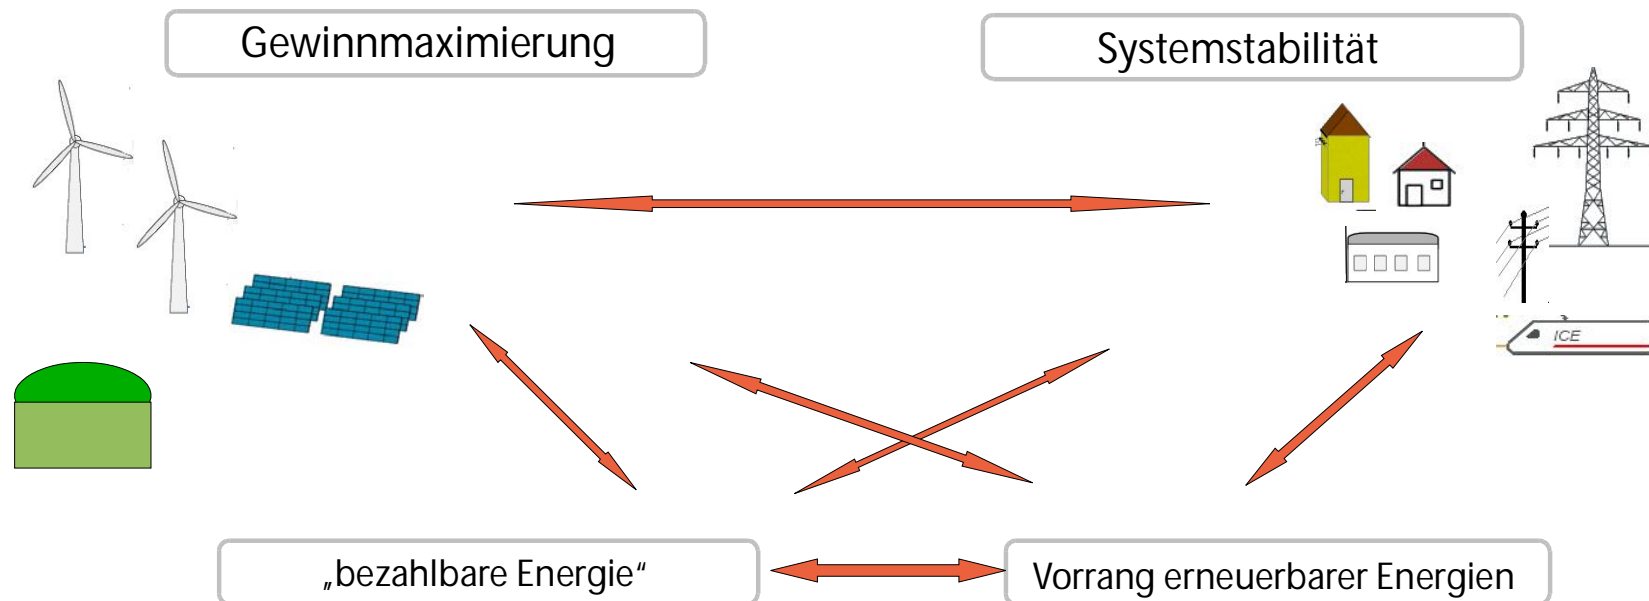 Gewinnmaximierung
Systemstabilität
ICE
„bezahlbare Energie“
Vorrang erneuerbarer Energien